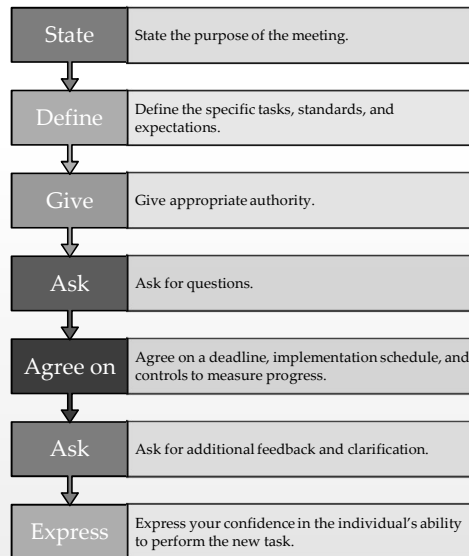 State
State the purpose of the meeting.
Define
Define the specific tasks, standards, and
expectations.
Give
Give appropriate authority.
Ask
Ask for questions.
Agree on
Agree on a deadline, implementation schedule, and
controls to measure progress.
Ask
Ask for additional feedback and clarification.
Express
Express your confidence in the individual’s ability
to perform the new task.